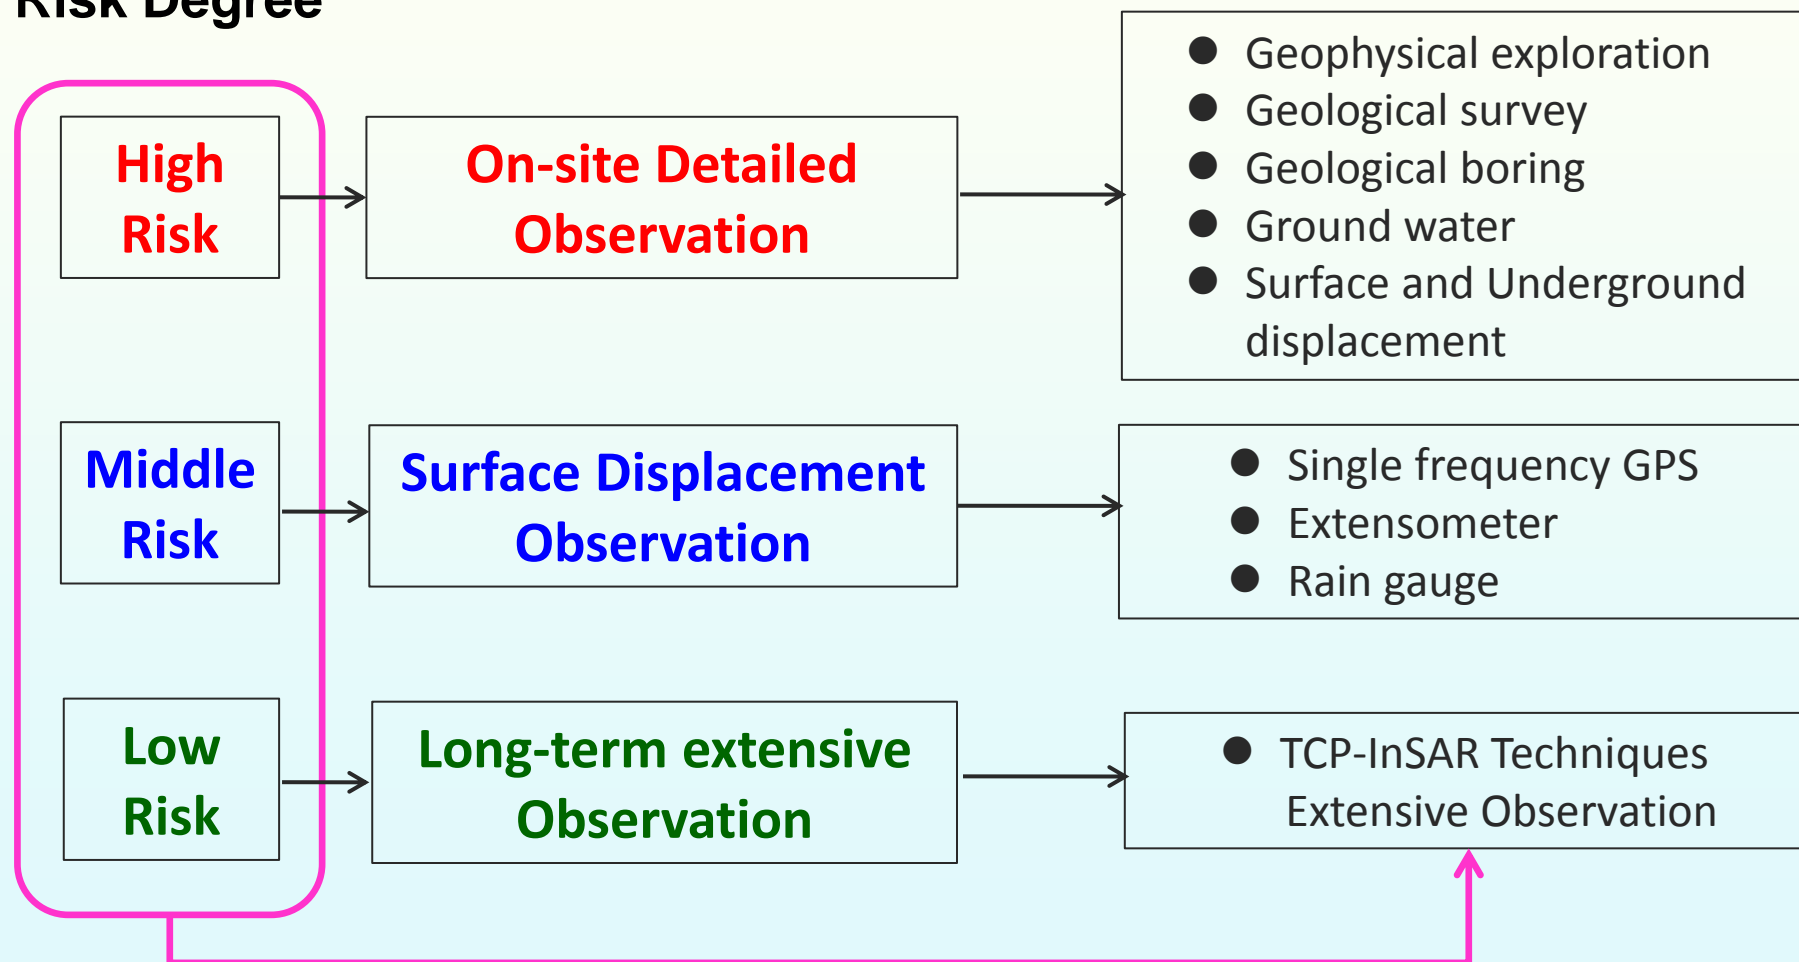 Risk Degree
High
Risk
On-site Detailed
Observation
● Geophysical exploration
● Geological survey
● Geological boring
● Ground water
● Surface and Underground
displacement
Middle
Risk
Surface Displacement
Observation
● Single frequency GPS
● Extensometer
● Rain gauge
Low
Risk
Long-term extensive
Observation
● TCP-InSAR Techniques
Extensive Observation